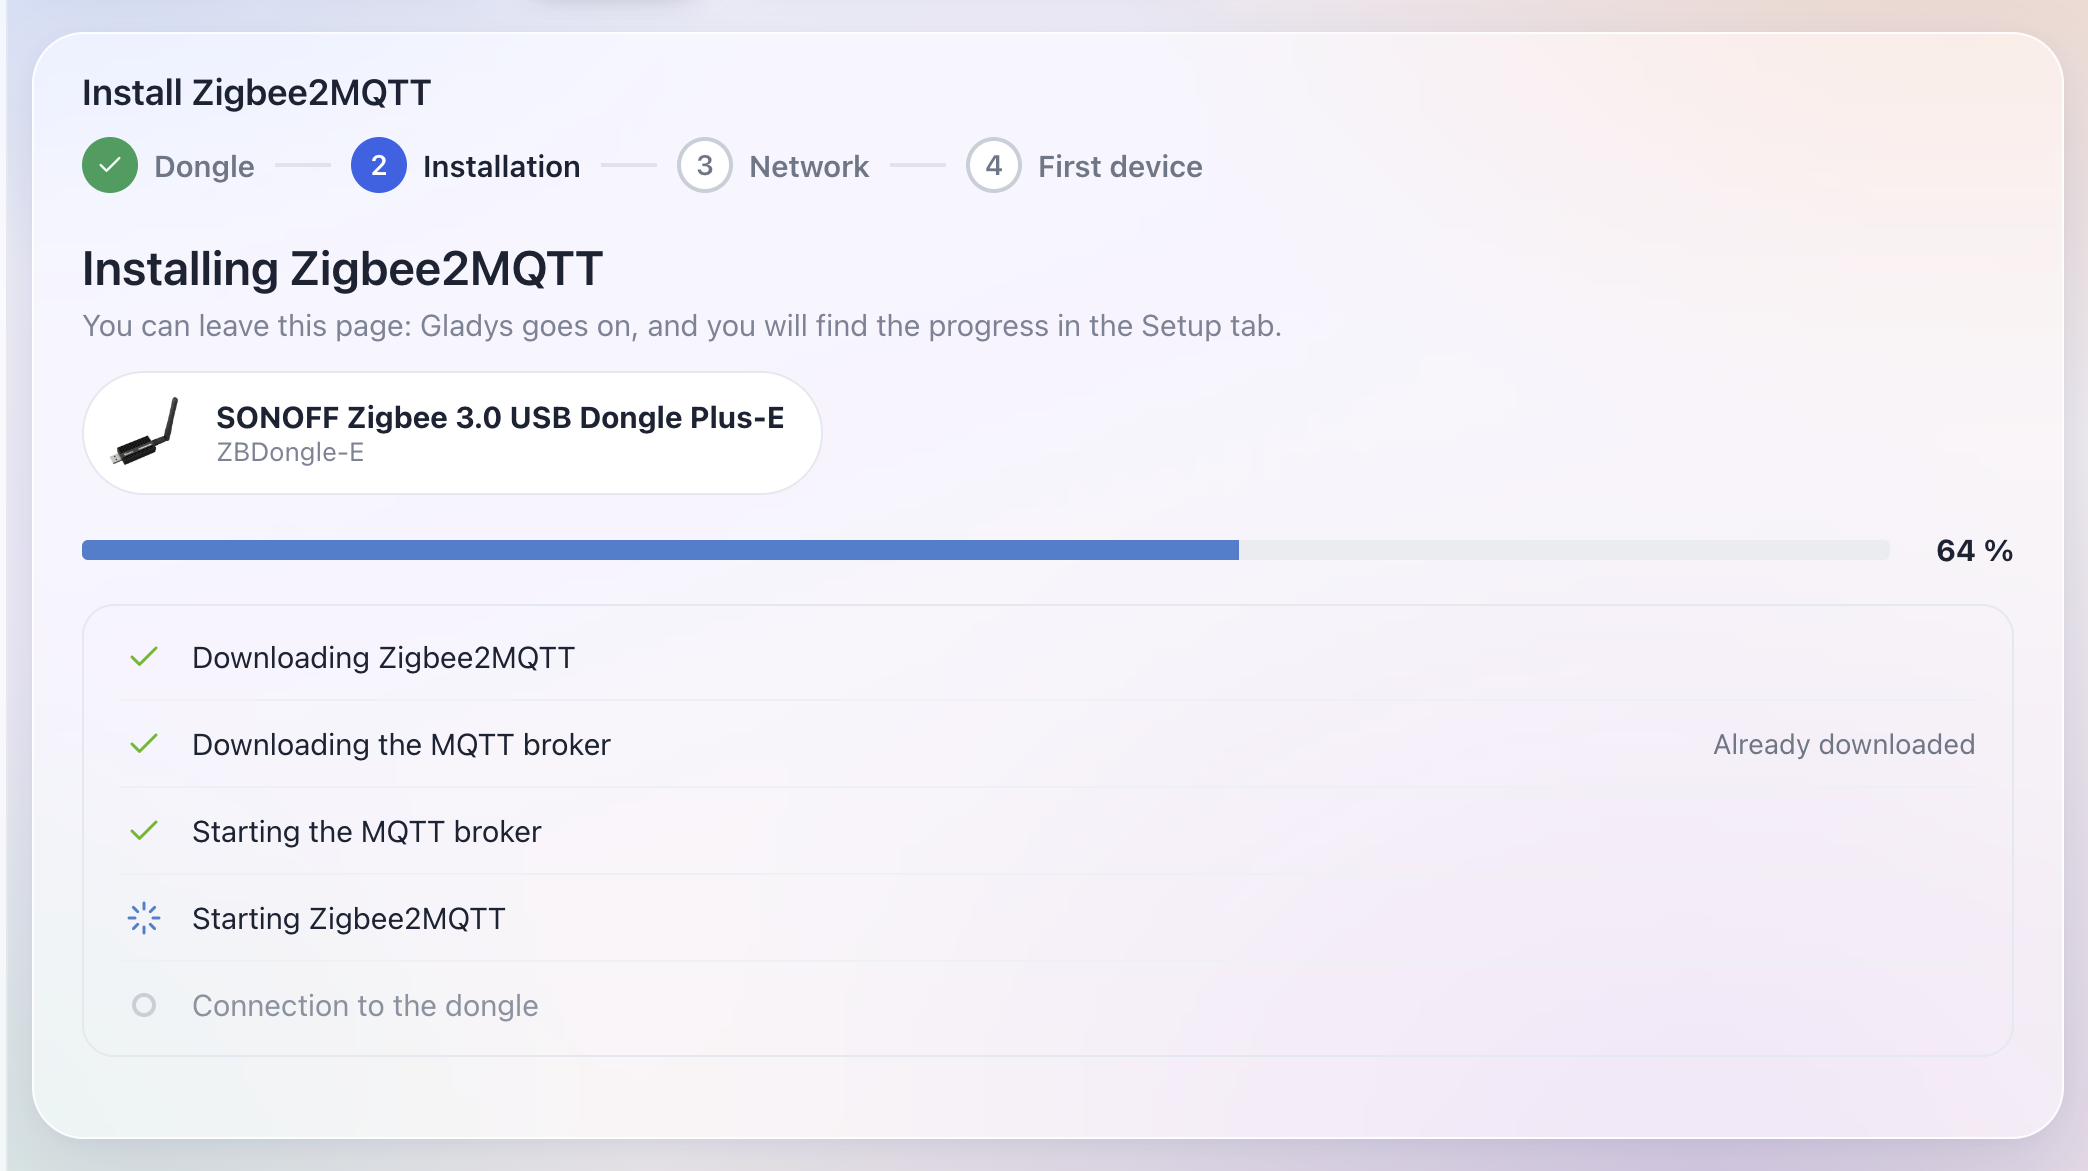 Install Zigbee2MQTT
Dongle
2 Installation
3 Network
4 First device
Installing Zigbee2MQTT
You can leave this page: Gladys goes on, and you will find the progress in the Setup tab.
SONOFF Zigbee 3.0 USB Dongle Plus-E
ZBDongle-E
64 %
Downloading Zigbee2MQTT
Downloading the MQTT broker
Already downloaded
Starting the MQTT broker
Starting Zigbee2MQTT
Connection to the dongle